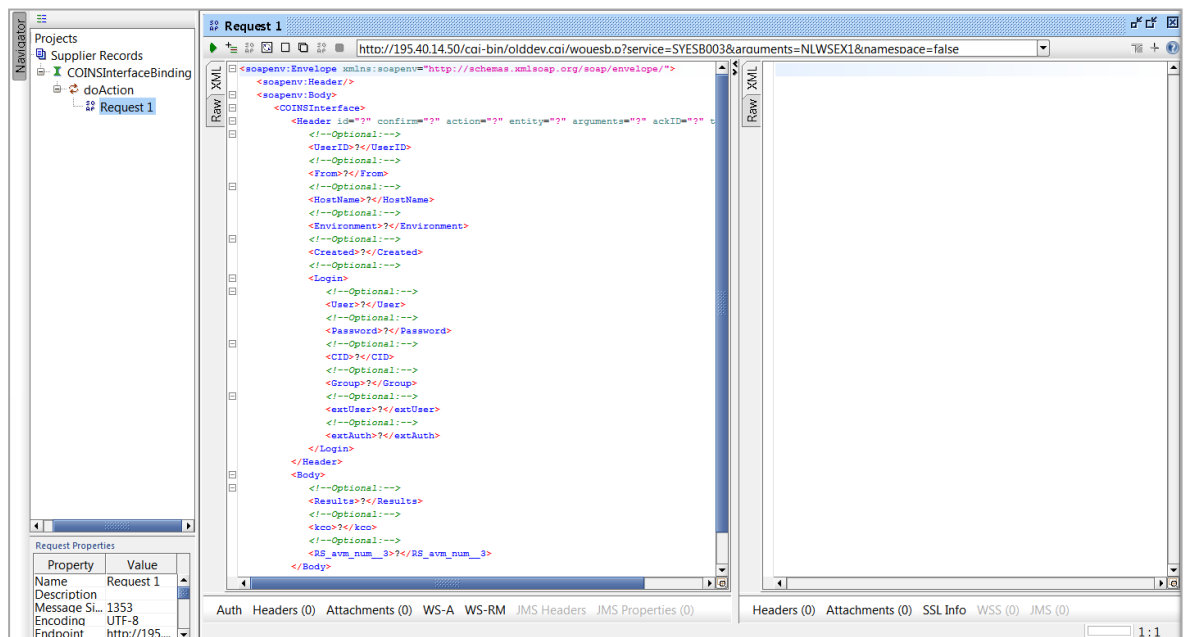 Navigator
Projects
Supplier Records
COINSInterfaceBinding
doAction
Request 1
Request Properties
Property Value
Name Request 1
Description
Message Si... 1353
Encoding UTF-8
Endpoint http://195....
Request 1
http://195.40.14.50/cgi-bin/olddev.cgi/wouesb.p?service=SYESB003&arguments=NLWSEX1&namespace=false
XML
Raw
<soapenv:Envelope xmlns:soapenv="http://schemas.xmlsoap.org/soap/envelope/">
<soapenv:Header/>
<soapenv:Body>
<COINSInterface>
<Header id="?" confirm="?" action="?" entity="?" arguments="?" ackID="?" t
<!--Optional:-->
<UserID>?</UserID>
<!--Optional:-->
<From>?</From>
<!--Optional:-->
<HostName>?</HostName>
<!--Optional:-->
<Environment>?</Environment>
<!--Optional:-->
<Created>?</Created>
<!--Optional:-->
<Login>
<!--Optional:-->
<User>?</User>
<!--Optional:-->
<Password>?</Password>
<!--Optional:-->
<CID>?</CID>
<!--Optional:-->
<Group>?</Group>
<!--Optional:-->
<extUser>?</extUser>
<!--Optional:-->
<extAuth>?</extAuth>
</Login>
</Header>
<Body>
<!--Optional:-->
<Results>?</Results>
<!--Optional:-->
<kco>?</kco>
<!--Optional:-->
<RS_avm_num__3>?</RS_avm_num__3>
</Body>
Auth Headers (0) Attachments (0) WS-A WS-RM JMS Headers JMS Properties (0)
XML
Raw
Headers (0) Attachments (0) SSL Info WSS (0) JMS (0)
1:1